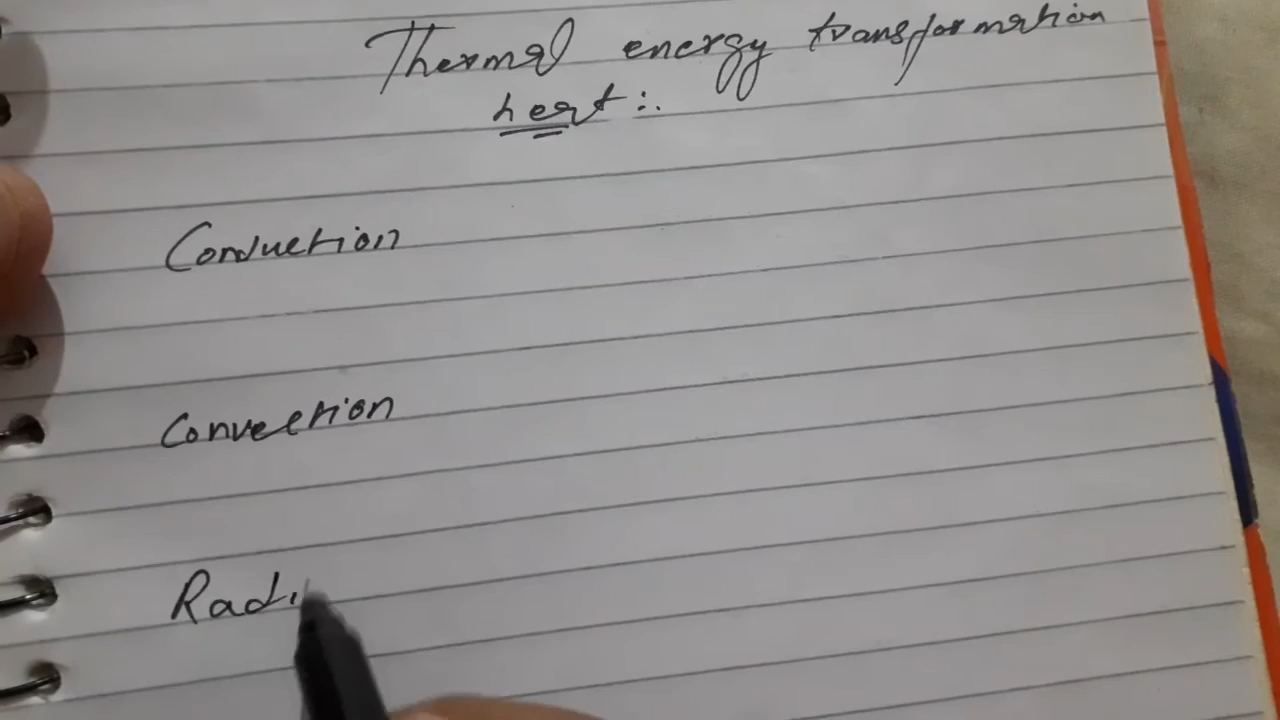 Thermal energy transformation
heat :.
Conduction
Convection
Radi